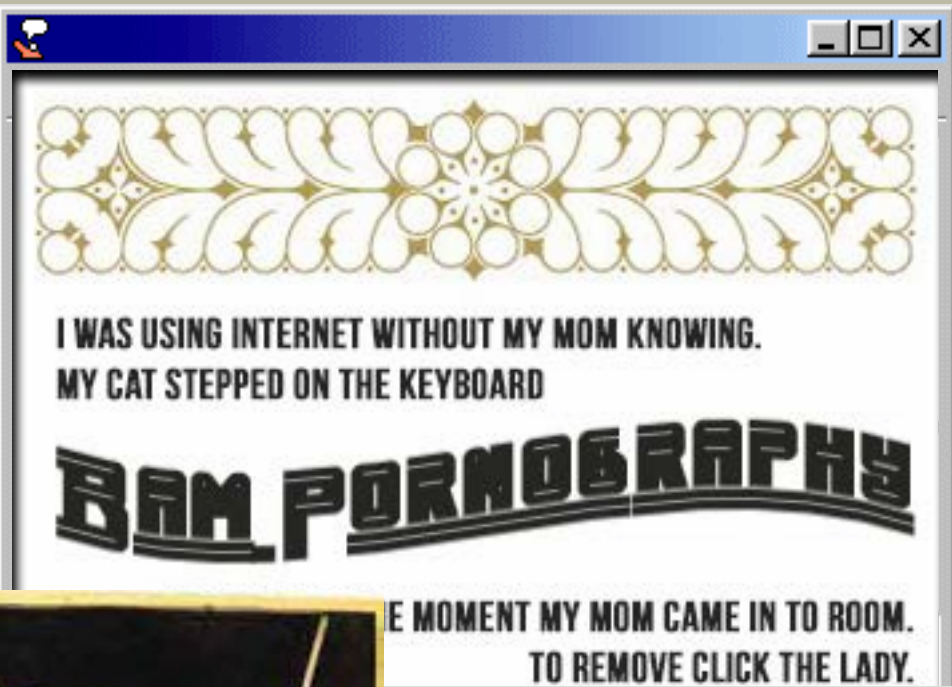 I WAS USING INTERNET WITHOUT MY MOM KNOWING.
MY CAT STEPPED ON THE KEYBOARD
BAM PORNOGRAPHY
MOMENT MY MOM CAME IN TO ROOM.
TO REMOVE CLICK THE LADY.